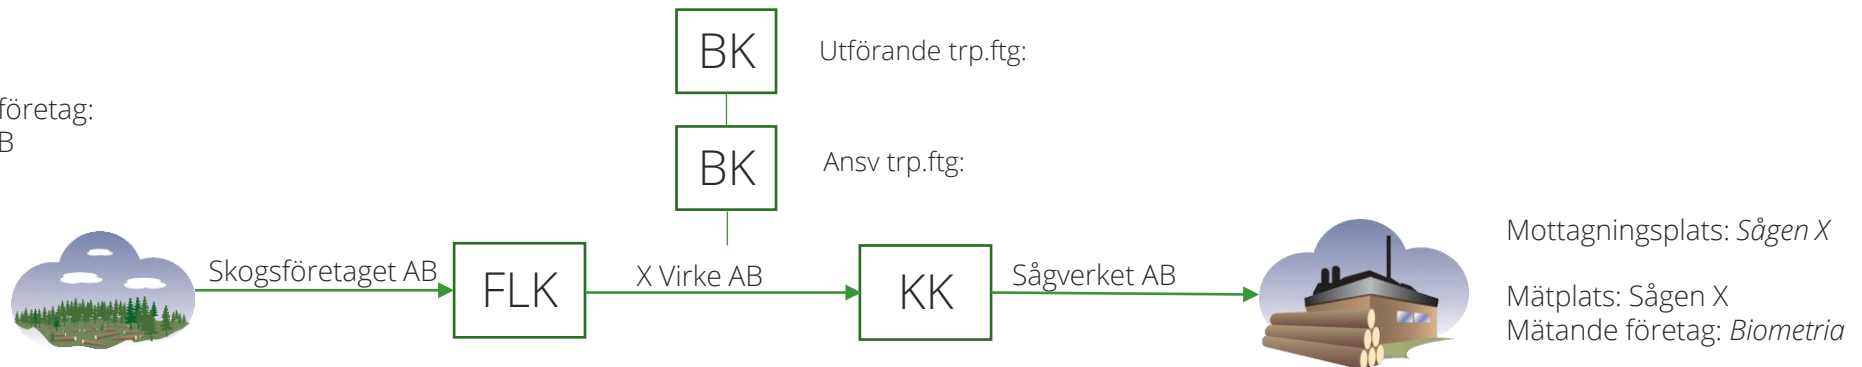 BK
Utförande trp.ftg:
företag:
BK
Ansv trp.ftg:
Skogsföretaget AB
FLK
X Virke AB
KK
Sågverket AB
Mottagningsplats: Sågen X
Mätplats: Sågen X
Mätande företag: Biometria